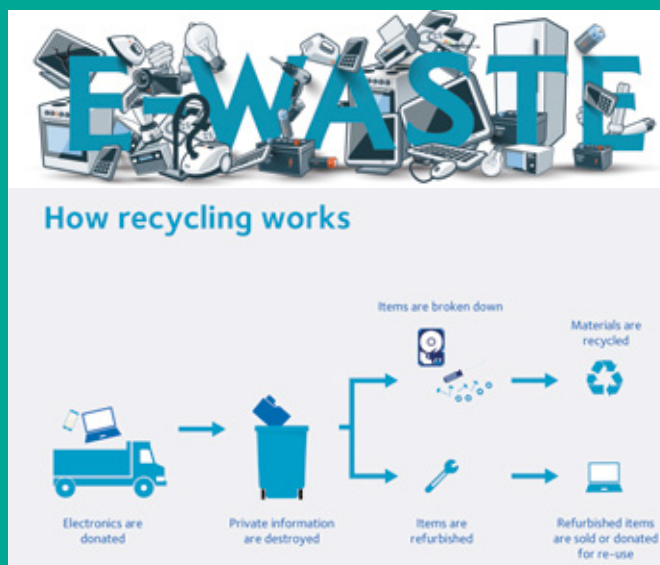 E-WASTE
How recycling works
Items are broken down
Materials are
recycled
Electronics are
donated
Private information
are destroyed
Items are
refurbished
Refurbished items
are sold or donated
for re-use